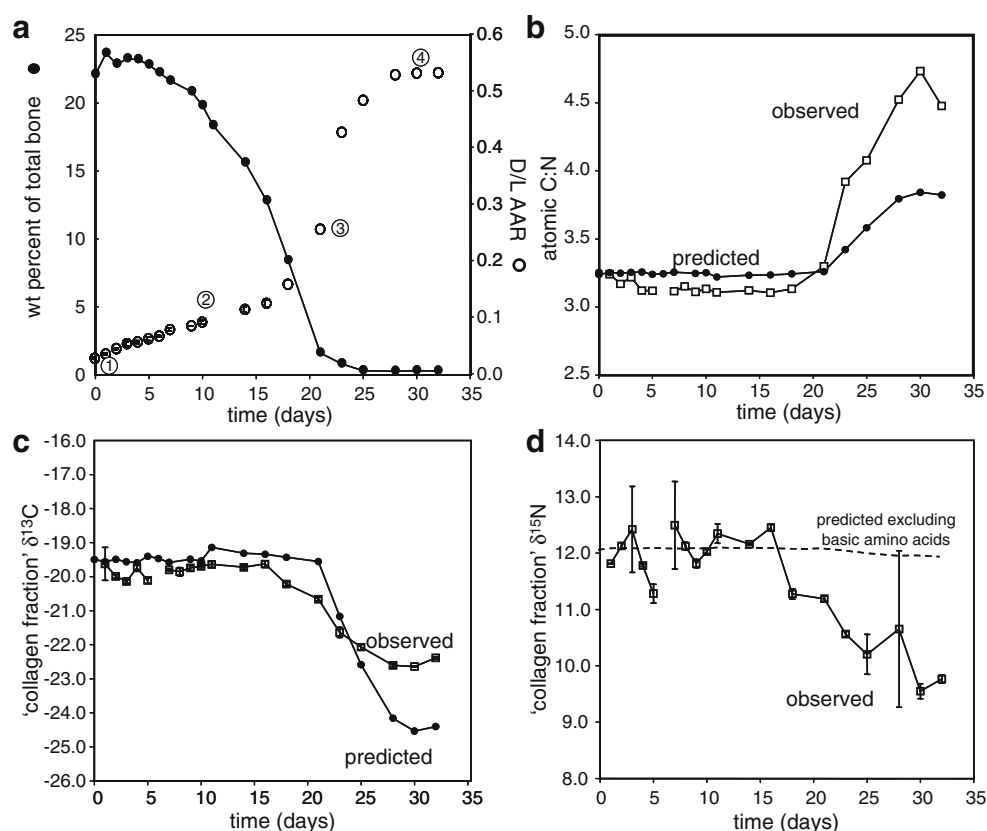 a
25
20
15
10
5
0
wt percent of total bone
0.6
0.5
0.4
0.3
0.2
0.1
0.0
D/L AAR
1
2
3
4
0 5 10 15 20 25 30 35
time (days)
b
5.0
4.5
4.0
3.5
3.0
2.5
atomic C:N
observed
predicted
0 5 10 15 20 25 30 35
time (days)
c
-16.0
-17.0
-18.0
-19.0
-20.0
-21.0
-22.0
-23.0
-24.0
-25.0
-26.0
'collagen fraction' δ13C
observed
predicted
0 5 10 15 20 25 30 35
time (days)
d
14.0
13.0
12.0
11.0
10.0
9.0
8.0
'collagen fraction' δ15N
predicted excluding
basic amino acids
observed
0 5 10 15 20 25 30 35
time (days)